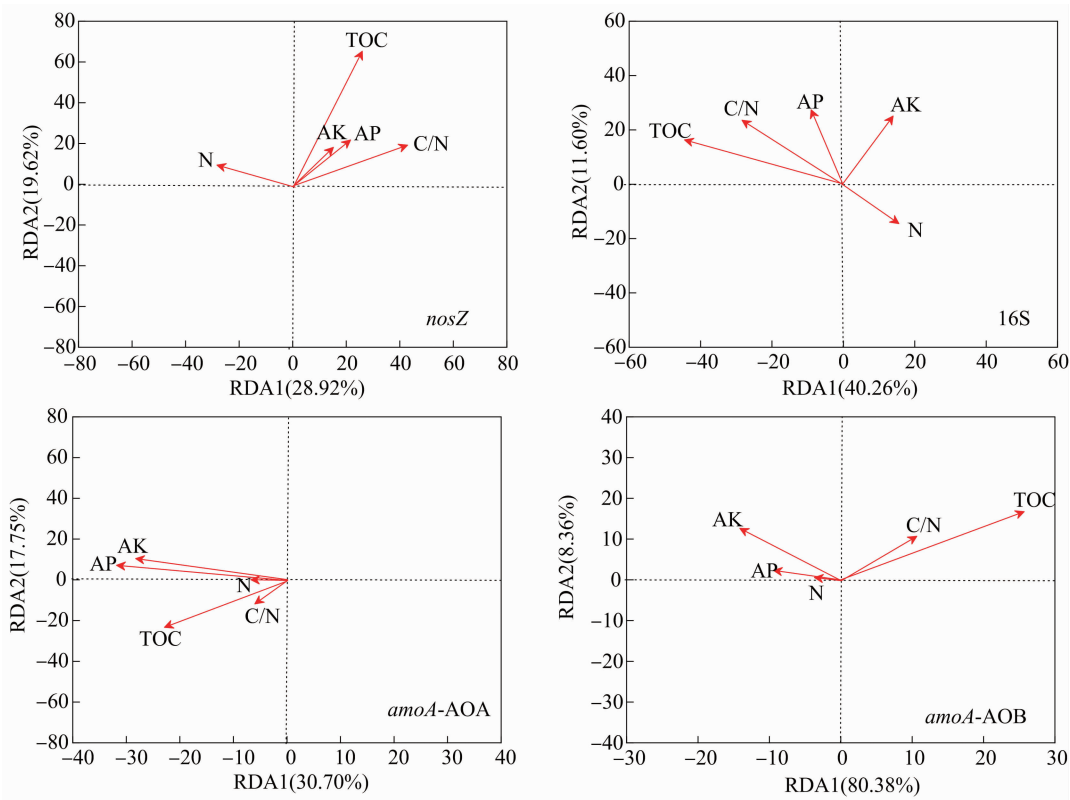 80
60
40
20
0
−20
−40
−60
−80
RDA2(19.62%)
TOC
AK
AP
C/N
N
nosZ
−80
−60
−40
−20
0
20
40
60
80
RDA1(28.92%)
60
40
20
0
−20
−40
−60
RDA2(11.60%)
TOC
C/N
AP
AK
N
16S
−60
−40
−20
0
20
40
60
RDA1(40.26%)
80
60
40
20
0
−20
−40
−60
−80
RDA2(17.75%)
AK
AP
N
C/N
TOC
amoA-AOA
−40
−30
−20
−10
0
10
20
30
40
RDA1(30.70%)
40
30
20
10
0
−10
−20
−30
−40
RDA2(8.36%)
AK
AP
N
C/N
TOC
amoA-AOB
−30
−20
−10
0
10
20
30
RDA1(80.38%)